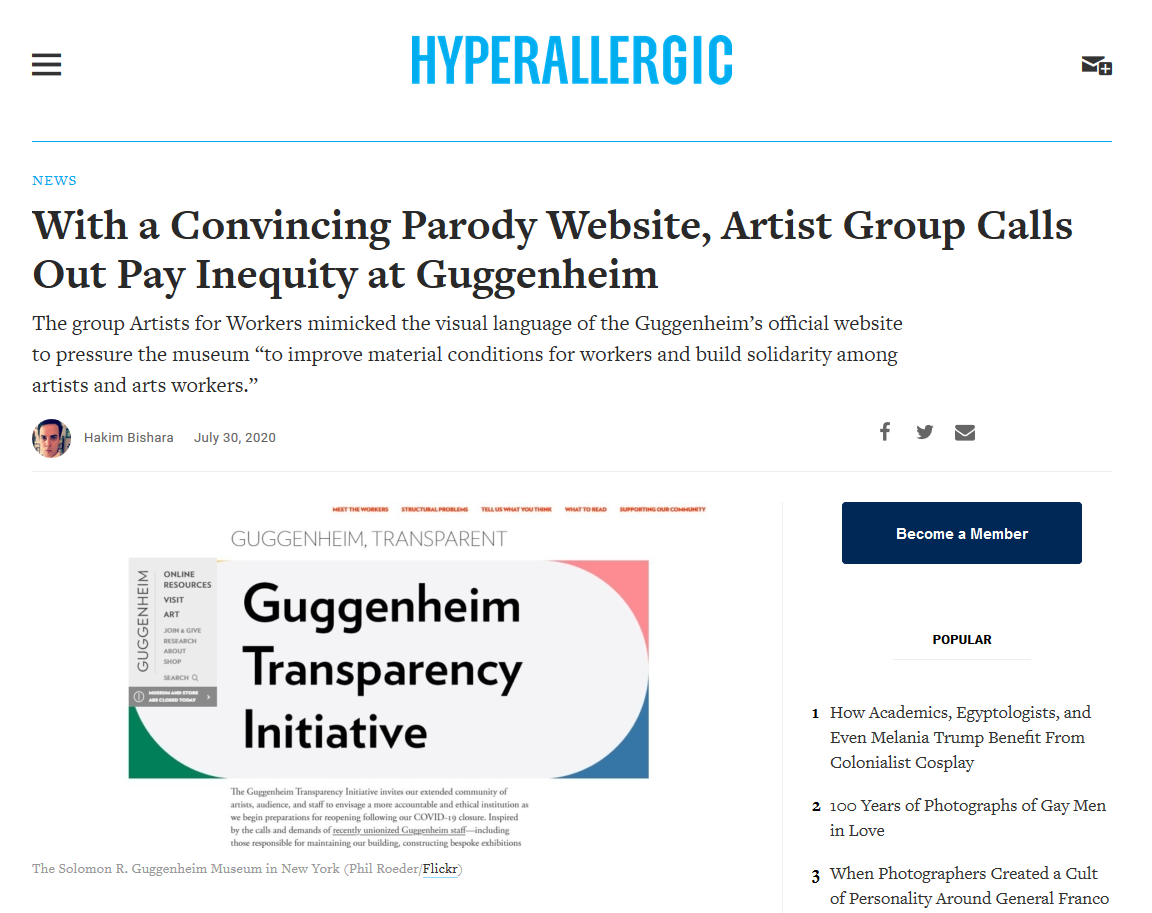 HYPERALLERGIC
NEWS
With a Convincing Parody Website, Artist Group Calls
Out Pay Inequity at Guggenheim
The group Artists for Workers mimicked the visual language of the Guggenheim’s official website
to pressure the museum “to improve material conditions for workers and build solidarity among
artists and arts workers.”
Hakim Bishara July 30, 2020
MEET THE WORKERS STRUCTURAL PROBLEMS TELL US WHAT YOU THINK WHAT TO READ SUPPORTING OUR COMMUNITY
GUGGENHEIM, TRANSPARENT
GUGGENHEIM
ONLINE
RESOURCES
VISIT
ART
JOIN & GIVE
RESEARCH
ABOUT
SHOP
SEARCH
MUSEUM AND STORE
ARE CLOSED TODAY
Guggenheim
Transparency
Initiative
The Guggenheim Transparency Initiative invites our extended community of
artists, audience, and staff to envisage a more accountable and ethical institution as
we begin preparations for reopening following our COVID-19 closure. Inspired
by the calls and demands of recently unionized Guggenheim staff—including
those responsible for maintaining our building, constructing bespoke exhibitions
The Solomon R. Guggenheim Museum in New York (Phil Roeder/Flickr)
Become a Member
POPULAR
1 How Academics, Egyptologists, and
Even Melania Trump Benefit From
Colonialist Cosplay
2 100 Years of Photographs of Gay Men
in Love
3 When Photographers Created a Cult
of Personality Around General Franco